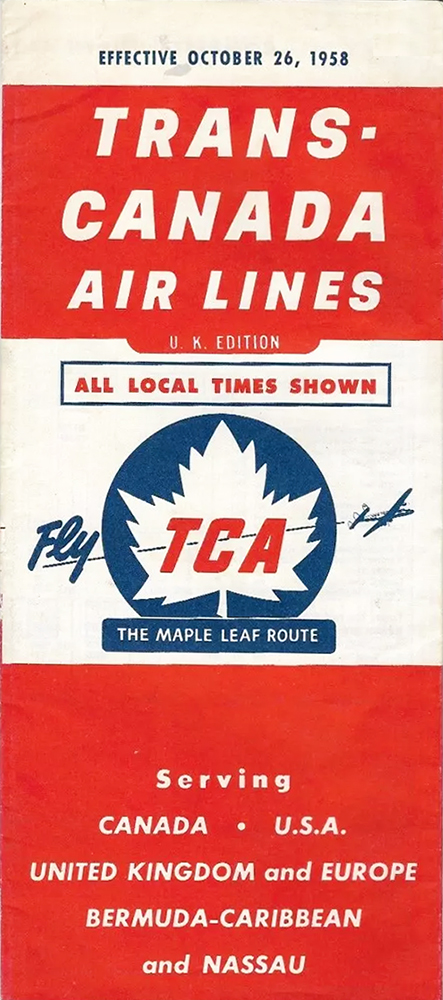 EFFECTIVE OCTOBER 26, 1958
TRANS-
CANADA
AIR LINES
U. K. EDITION
ALL LOCAL TIMES SHOWN
Fly TCA
THE MAPLE LEAF ROUTE
Serving
CANADA • U.S.A.
UNITED KINGDOM and EUROPE
BERMUDA-CARIBBEAN
and NASSAU